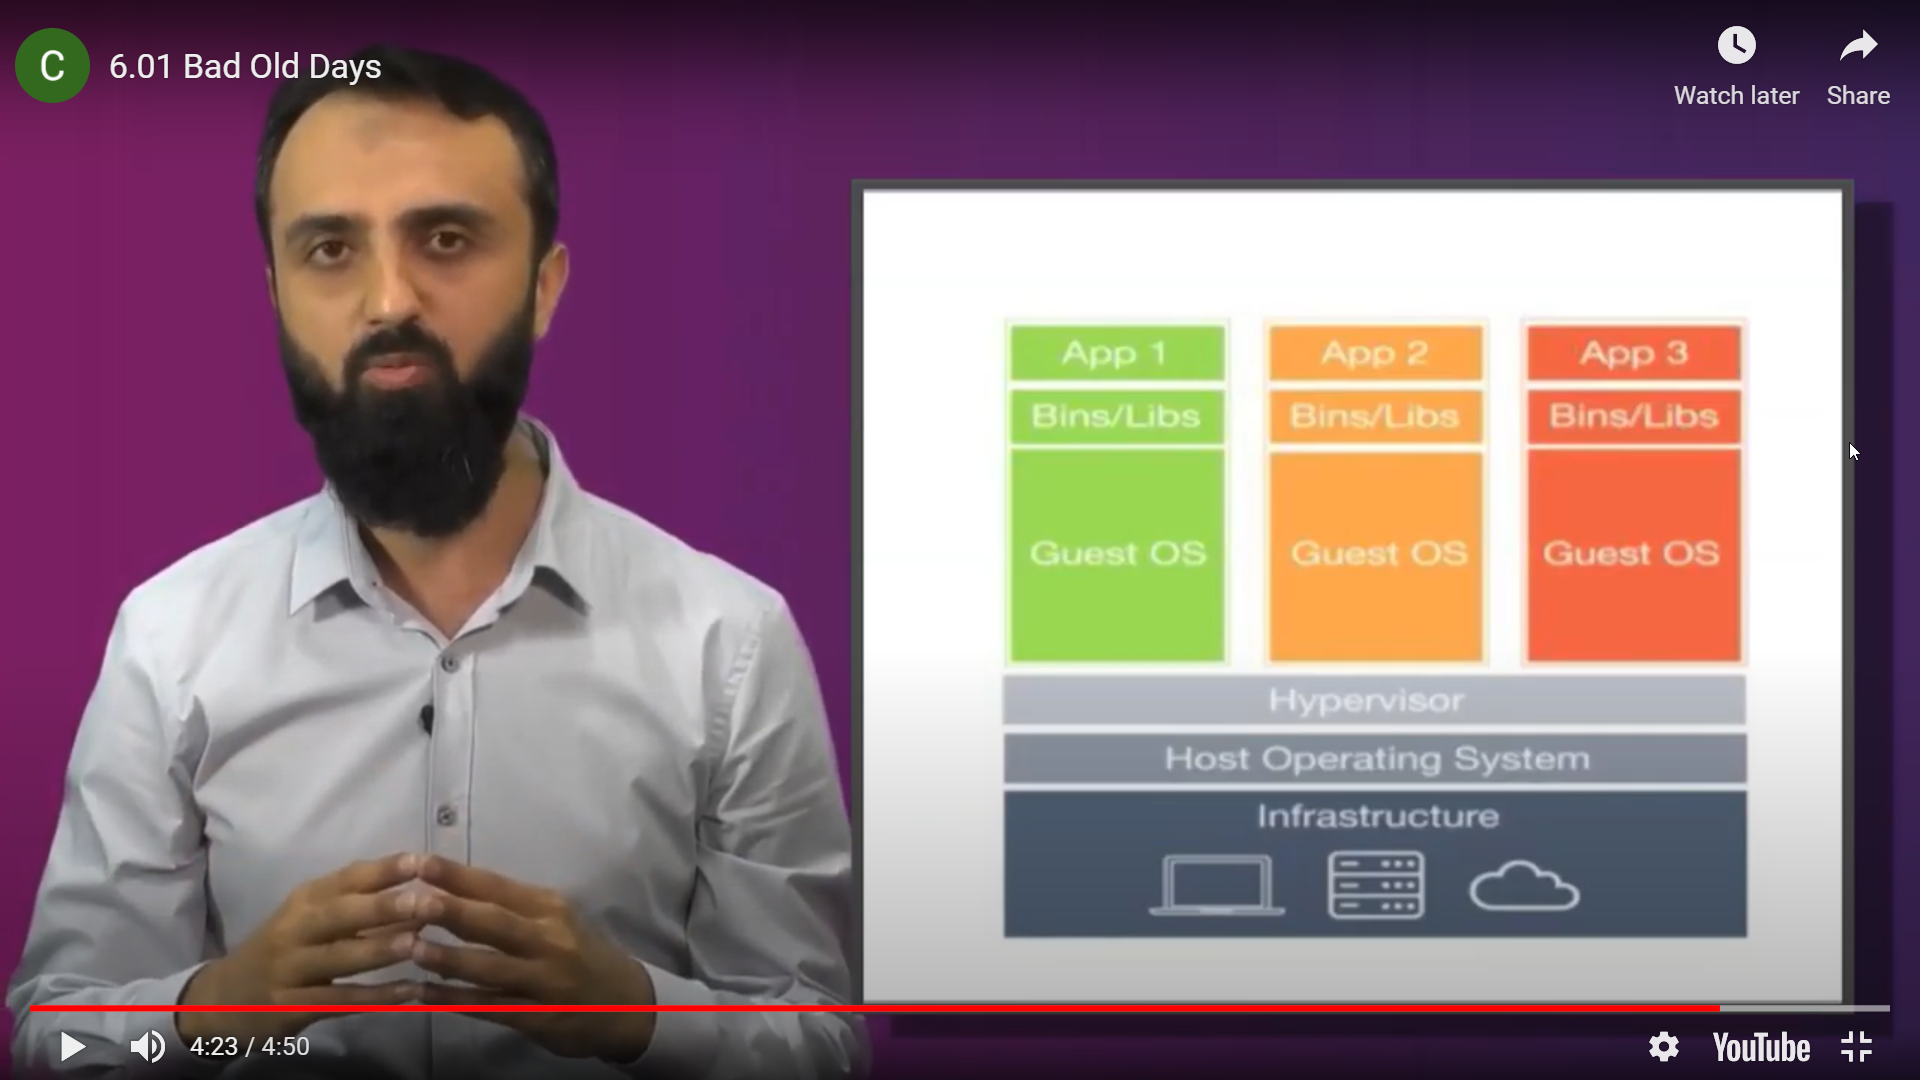 C
6.01 Bad Old Days
Watch later
Share
App 1
App 2
App 3
Bins/Libs
Bins/Libs
Bins/Libs
Guest OS
Guest OS
Guest OS
Hypervisor
Host Operating System
Infrastructure
4:23 / 4:50
YouTube